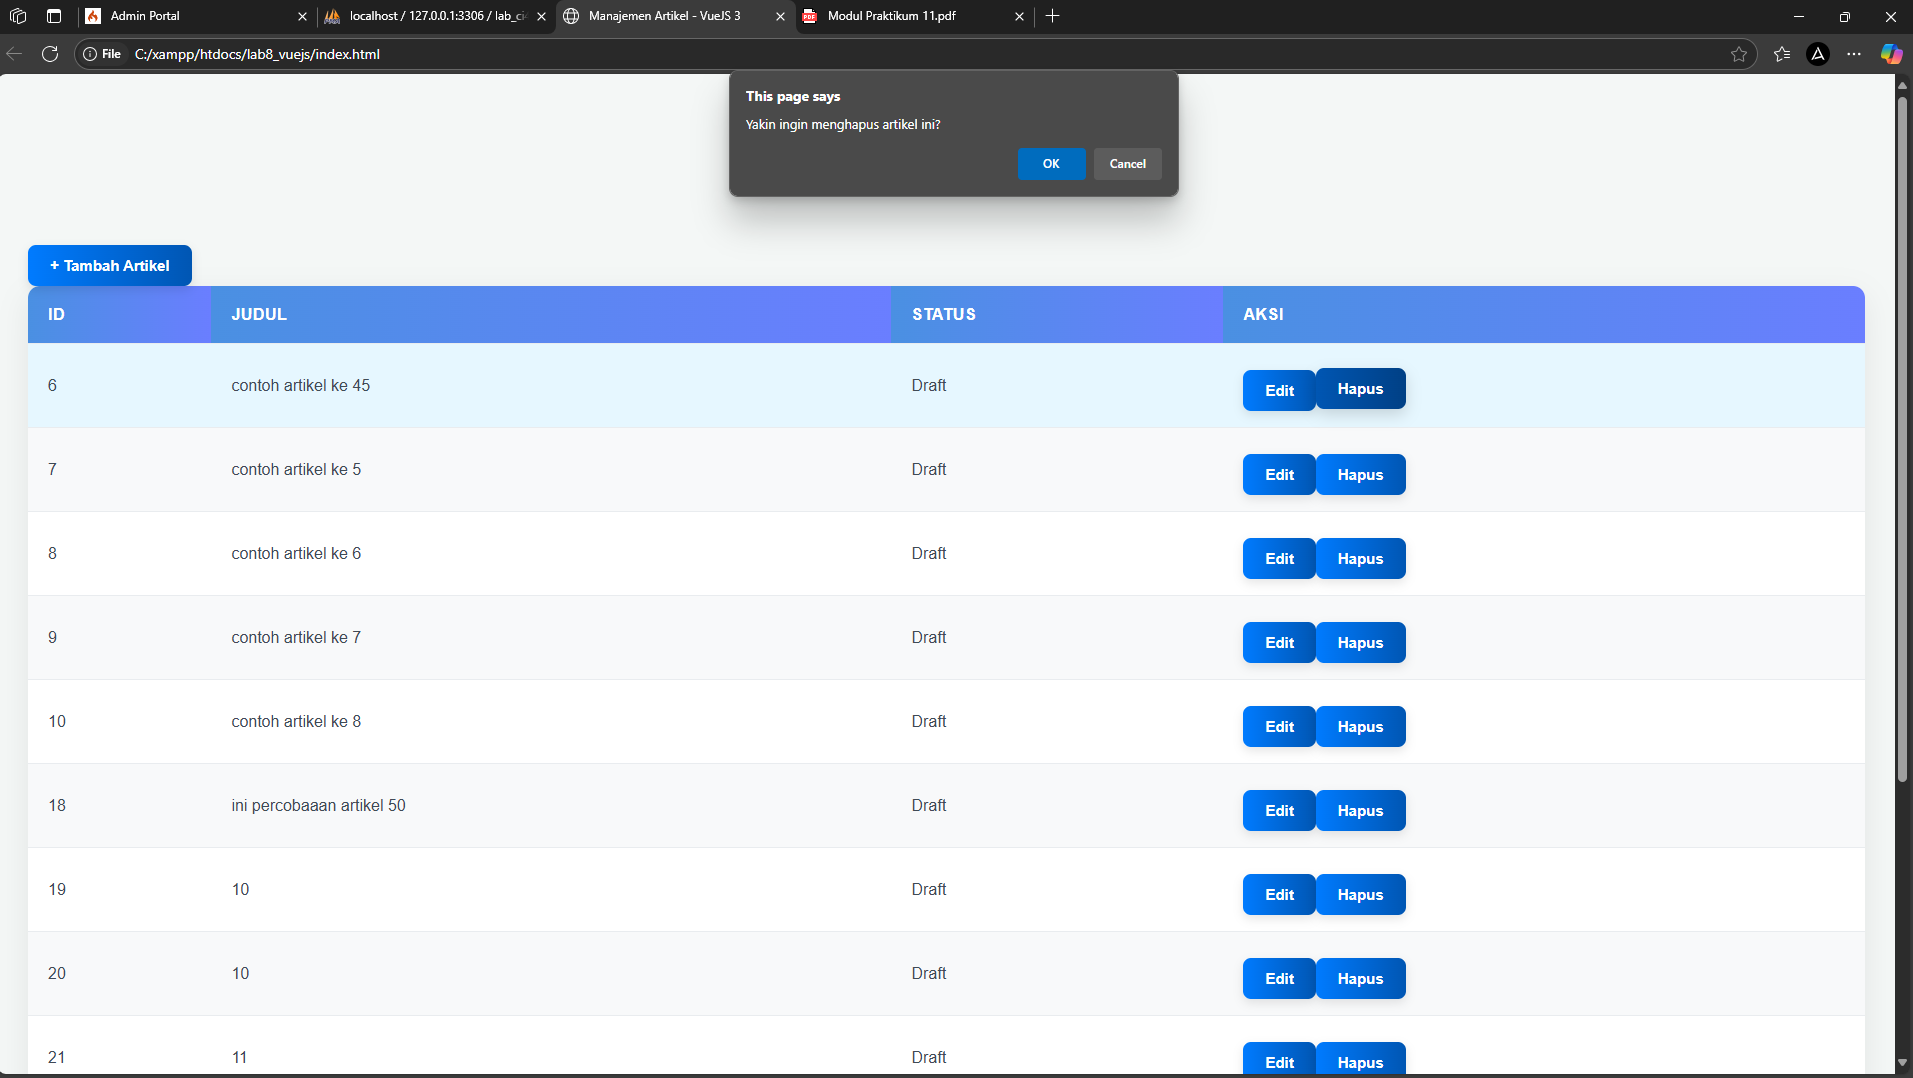 Admin Portal
localhost / 127.0.0.1:3306 / lab_ci4
Manajemen Artikel - VueJS 3
Modul Praktikum 11.pdf
File C:/xampp/htdocs/lab8_vuejs/index.html
This page says
Yakin ingin menghapus artikel ini?
OK Cancel
+ Tambah Artikel
ID JUDUL STATUS AKSI
6 contoh artikel ke 45 Draft Edit Hapus
7 contoh artikel ke 5 Draft Edit Hapus
8 contoh artikel ke 6 Draft Edit Hapus
9 contoh artikel ke 7 Draft Edit Hapus
10 contoh artikel ke 8 Draft Edit Hapus
18 ini percobaaan artikel 50 Draft Edit Hapus
19 10 Draft Edit Hapus
20 10 Draft Edit Hapus
21 11 Draft Edit Hapus